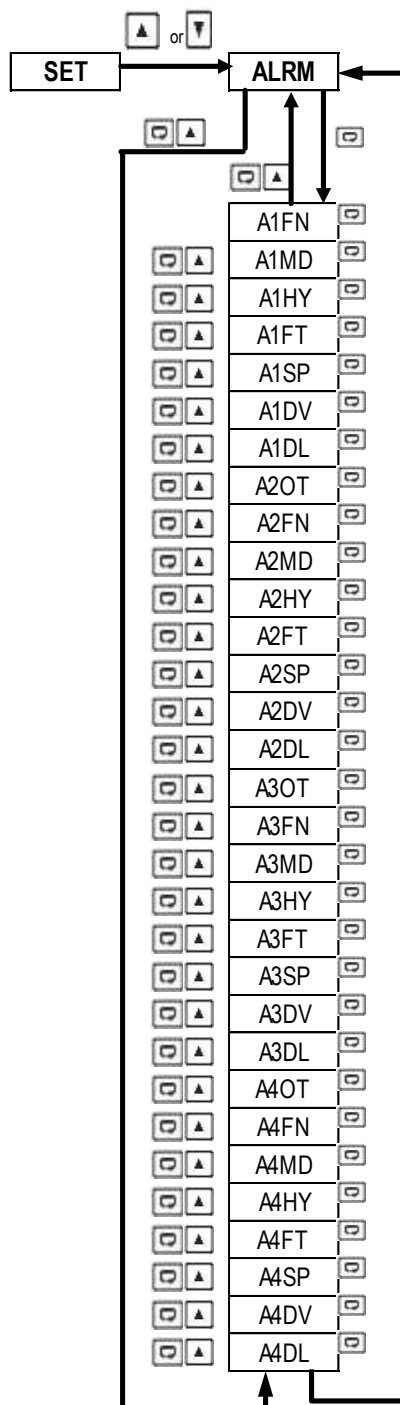 or
SET
ALRM
A1FN
A1MD
A1HY
A1FT
A1SP
A1DV
A1DL
A2OT
A2FN
A2MD
A2HY
A2FT
A2SP
A2DV
A2DL
A3OT
A3FN
A3MD
A3HY
A3FT
A3SP
A3DV
A3DL
A4OT
A4FN
A4MD
A4HY
A4FT
A4SP
A4DV
A4DL